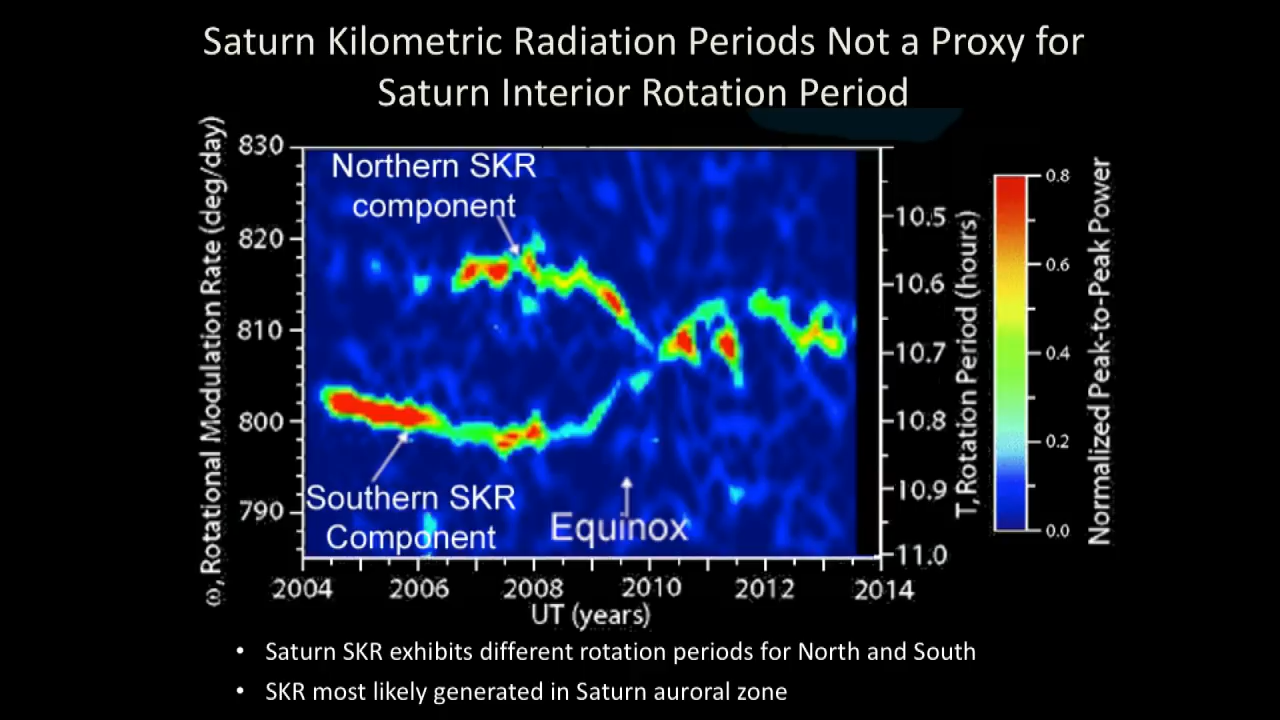 Saturn Kilometric Radiation Periods Not a Proxy for
Saturn Interior Rotation Period
ω, Rotational Modulation Rate (deg/day)
830
820
810
800
790
Northern SKR
component
Southern SKR
Component
Equinox
2004
2006
2008
2010
2012
2014
UT (years)
10.5
10.6
10.7
10.8
10.9
11.0
T, Rotation Period (hours)
0.8
0.6
0.4
0.2
0.0
Normalized Peak-to-Peak Power
• Saturn SKR exhibits different rotation periods for North and South
• SKR most likely generated in Saturn auroral zone